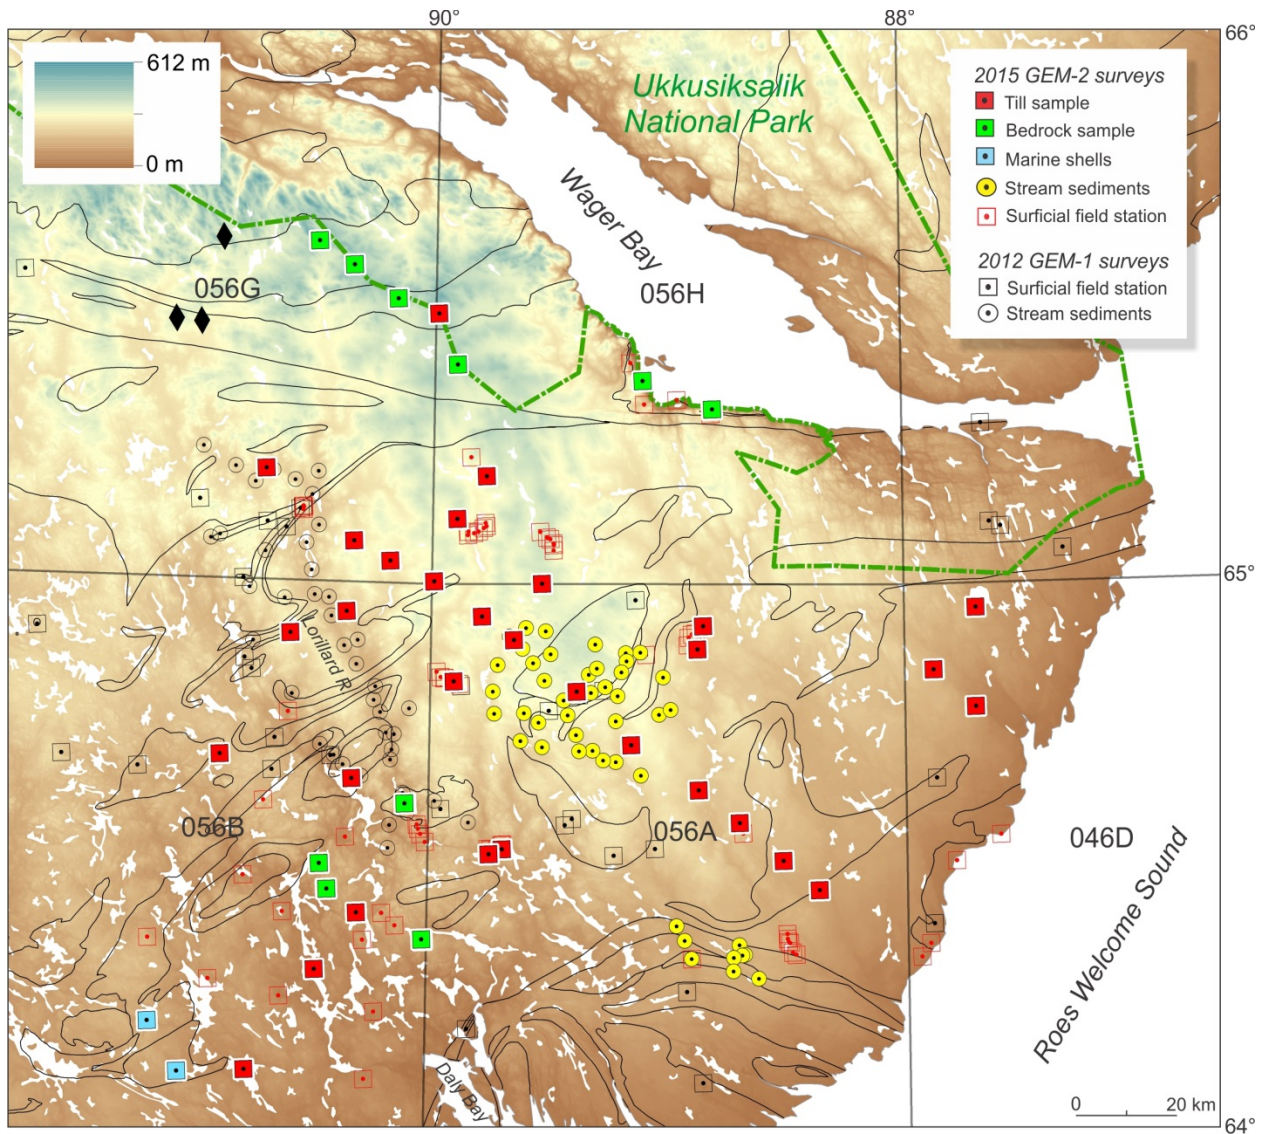 90°
88°
66°
612 m
0 m
Ukkusiksalik
National Park
2015 GEM-2 surveys
Till sample
Bedrock sample
Marine shells
Stream sediments
Surficial field station
2012 GEM-1 surveys
Surficial field station
Stream sediments
Wager Bay
056G
056H
65°
Lorillard R.
056B
056A
046D
Roes Welcome Sound
Daly Bay
0
20 km
64°